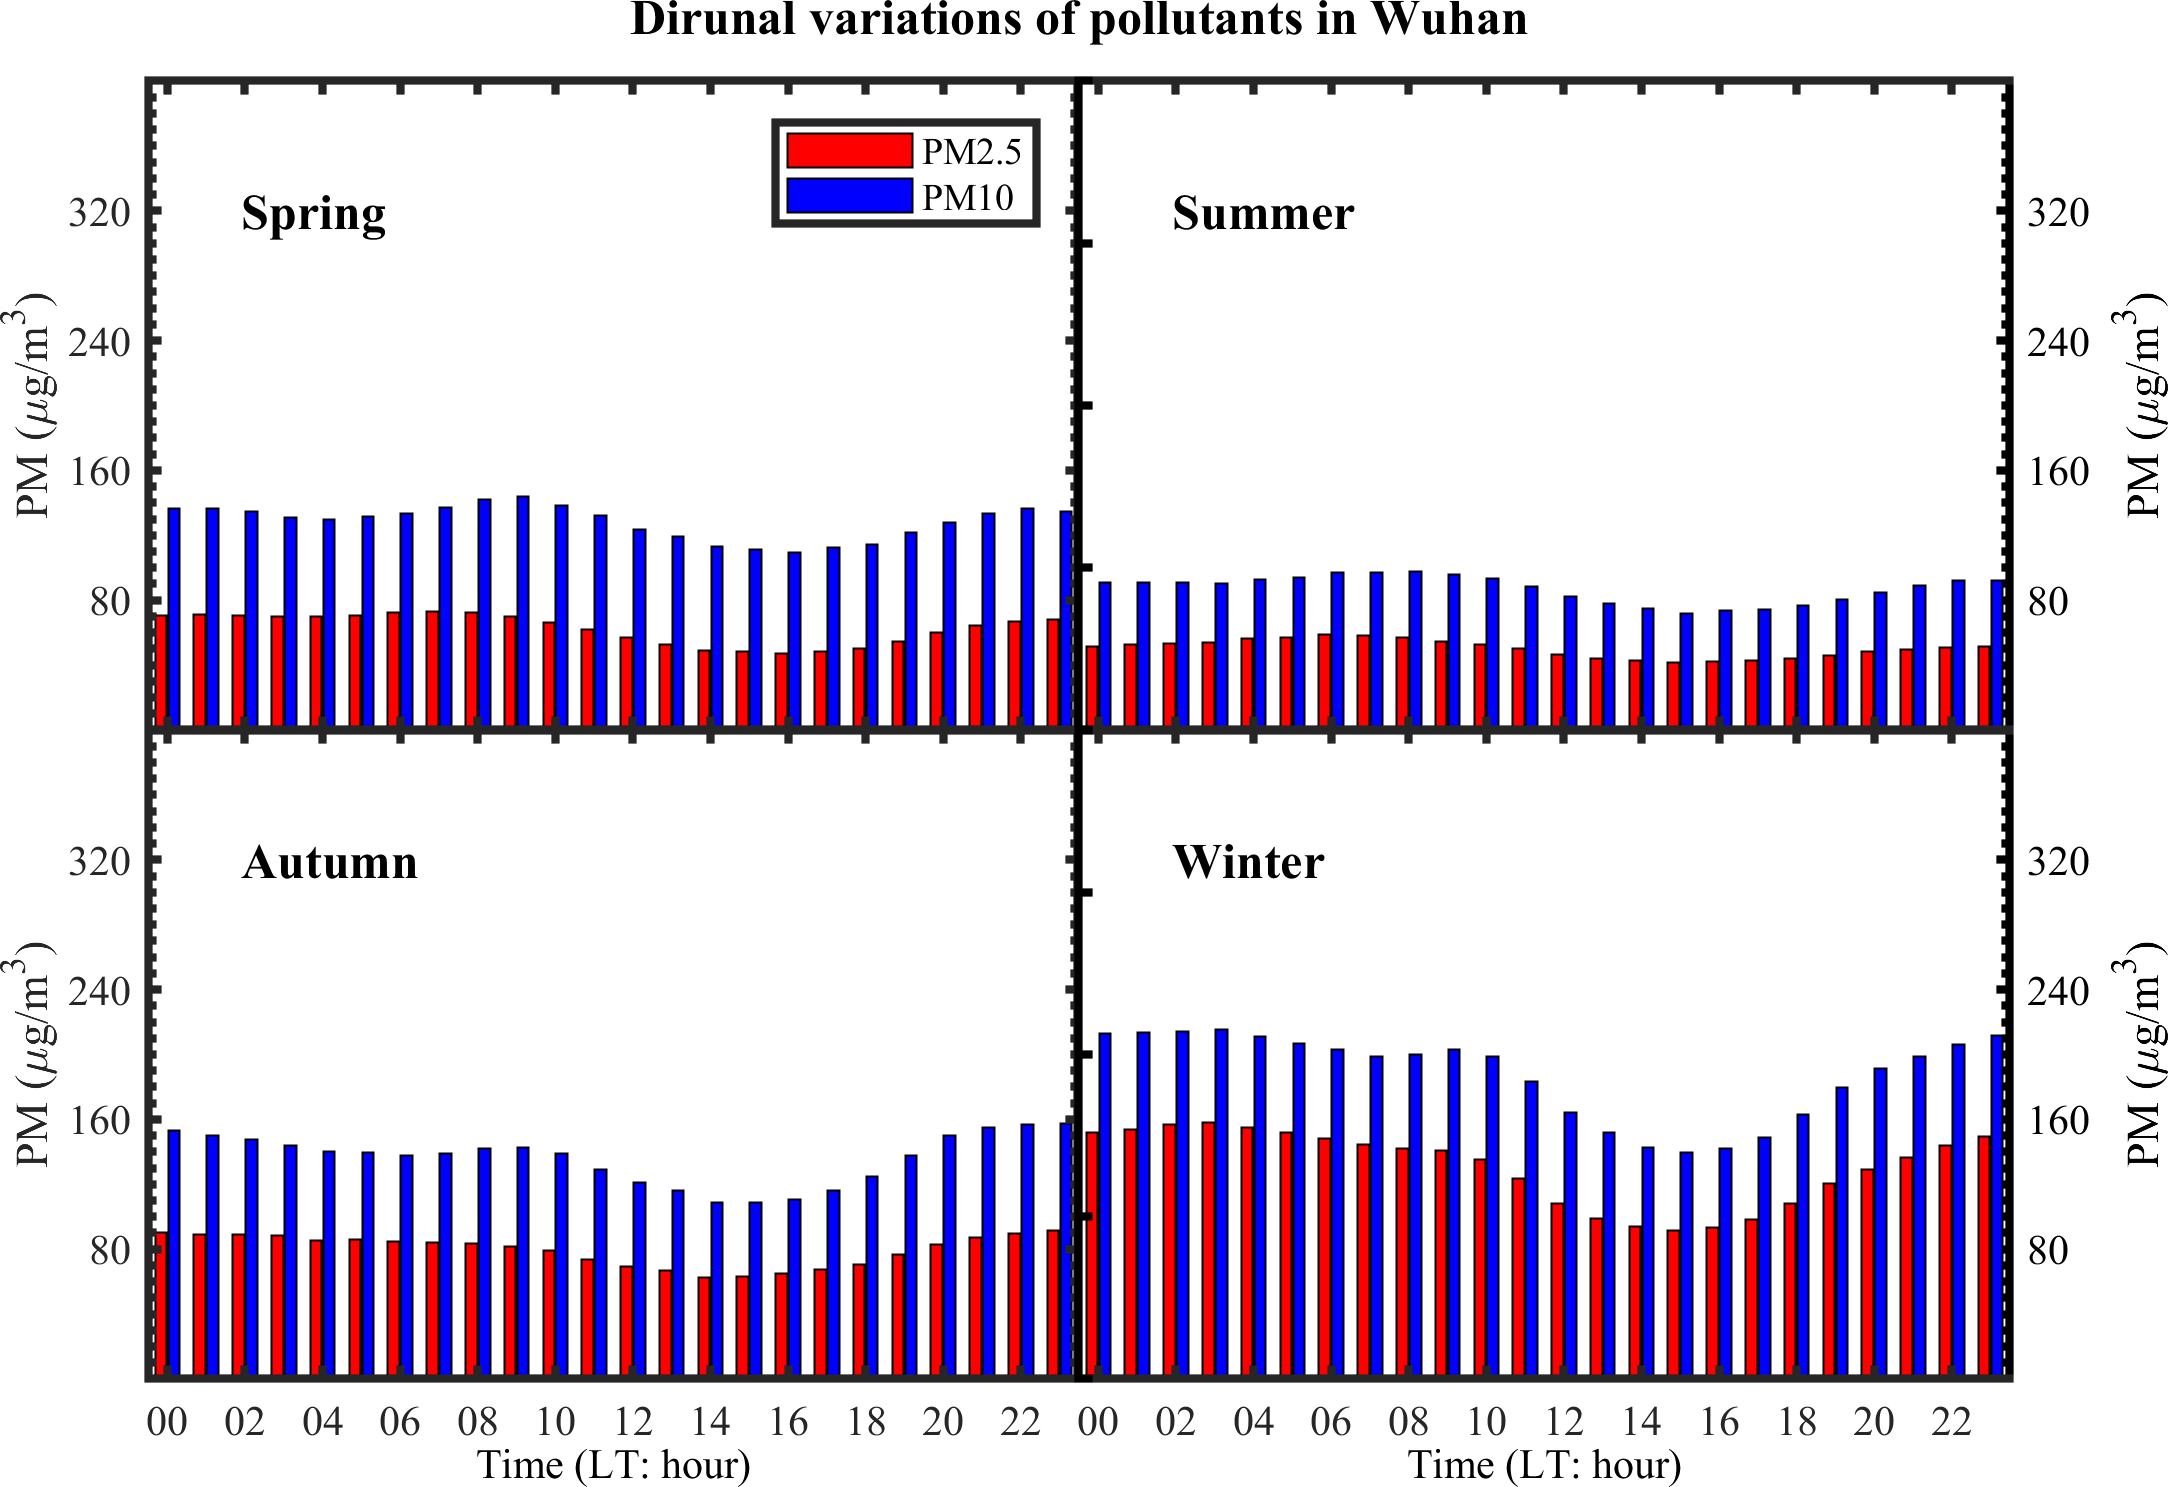 Dirunal variations of pollutants in Wuhan
PM2.5
PM10
Spring
Summer
320
240
160
80
PM (μg/m³)
320
240
160
80
PM (μg/m³)
Autumn
Winter
320
240
160
80
PM (μg/m³)
320
240
160
80
PM (μg/m³)
00 02 04 06 08 10 12 14 16 18 20 22
00 02 04 06 08 10 12 14 16 18 20 22
Time (LT: hour)
Time (LT: hour)